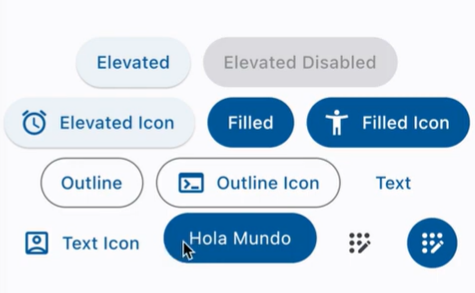 Elevated
Elevated Disabled
Elevated Icon
Filled
Filled Icon
Outline
Outline Icon
Text
Text Icon
Hola Mundo